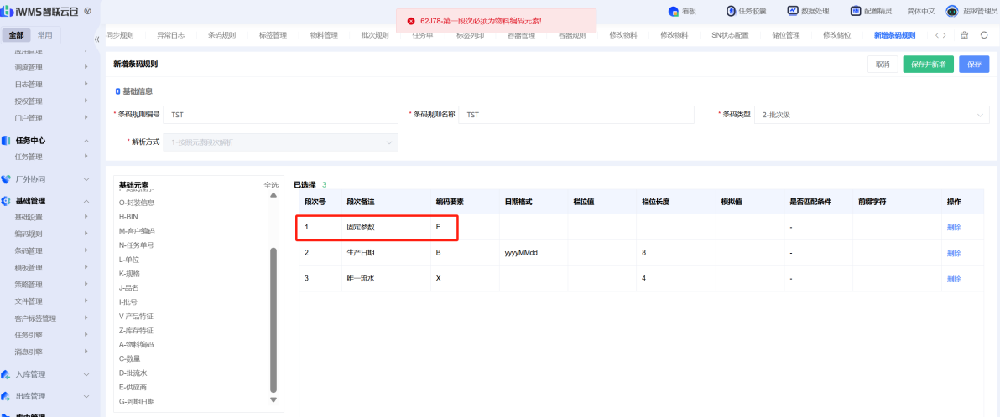 iWMS智联云仓
62J78-第一段次必须为物料编码元素!
看板
任务胶囊
数据处理
配置精灵
简体中文
超级管理员
全部 常用
同步规则 异常日志 条码规则 标签管理 物料管理 批次规则 任务单 标签列印 容器管理 容器规则 修改物料 修改物料 SN状态配置 储位管理 修改储位 新增条码规则
应用管理
调度管理
日志管理
授权管理
门户管理
任务中心
任务管理
厂外协同
基础管理
基础设置
编码规则
条码管理
模板管理
策略管理
文件管理
客户标签管理
任务引擎
消息引擎
入库管理
出库管理
库内管理
新增条码规则
取消 保存并新增 保存
基础信息
* 条码规则编号 TST
* 条码规则名称 TST
* 条码类型 2-批次级
* 解析方式 1-按照元素段次解析
基础元素 全选
O-封装信息
H-BIN
M-客户编码
N-任务单号
L-单位
K-规格
J-品名
I-批号
V-产品特征
Z-库存特征
A-物料编码
C-数量
D-批流水
E-供应商
G-到期日期
已选择 3
段次号 段次备注 编码要素 日期格式 栏位值 栏位长度 模拟值 是否匹配条件 前缀字符 操作
1 固定参数 F - 删除
2 生产日期 B yyyyMMdd 8 - 删除
3 唯一流水 X 4 - 删除